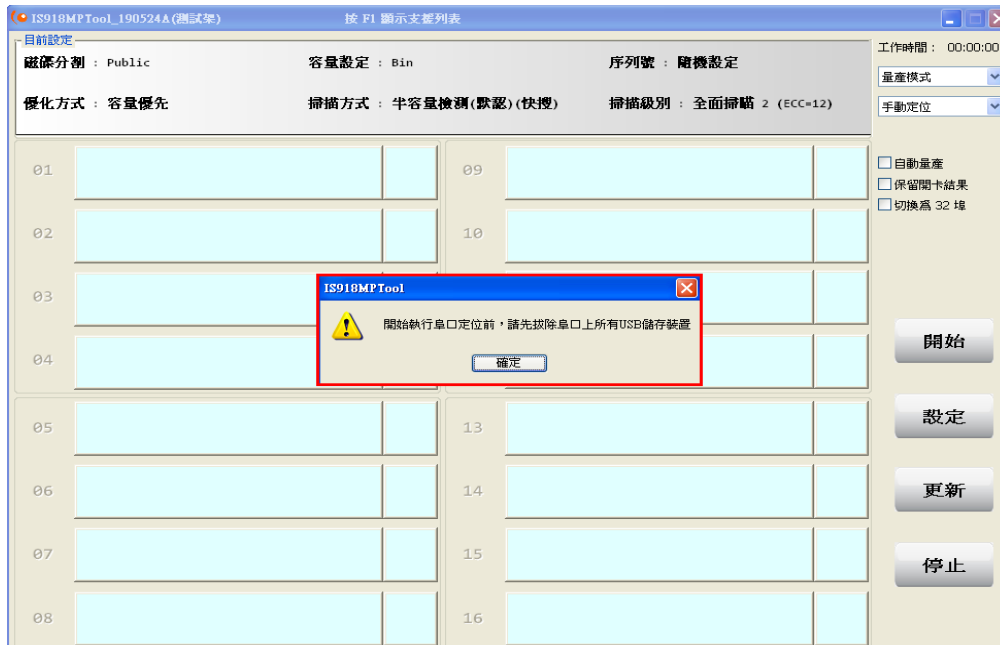 IS918MPTool_190524A(測試架) 按 F1 顯示支援列表
目前設定
磁碟分割 : Public 容量設定 : Bin 序列號 : 隨機設定
優化方式 : 容量優先 掃描方式 : 半容量檢測(默認)(快搜) 掃描級別 : 全面掃瞄 2 (ECC=12)
工作時間 : 00:00:00
量產模式
手動定位
自動量產
保留開卡結果
切換爲 32 埠
01 09
02 10
03
04
IS918MPTool
開始執行島口定位前，請先拔除島口上所有USB儲存裝置
確定
05 13
06 14
07 15
08 16
開始
設定
更新
停止